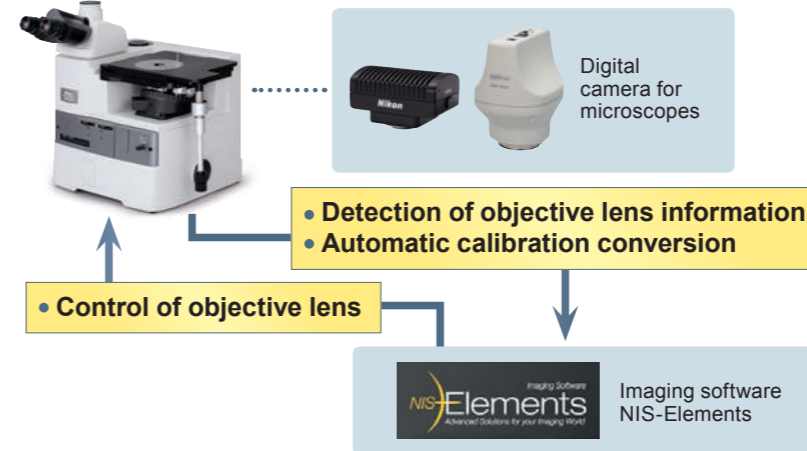 Digital
camera for
microscopes
Nikon
• Detection of objective lens information
• Automatic calibration conversion
• Control of objective lens
Imaging Software
NIS-Elements
Advanced Solutions for your Imaging World
Imaging software
NIS-Elements